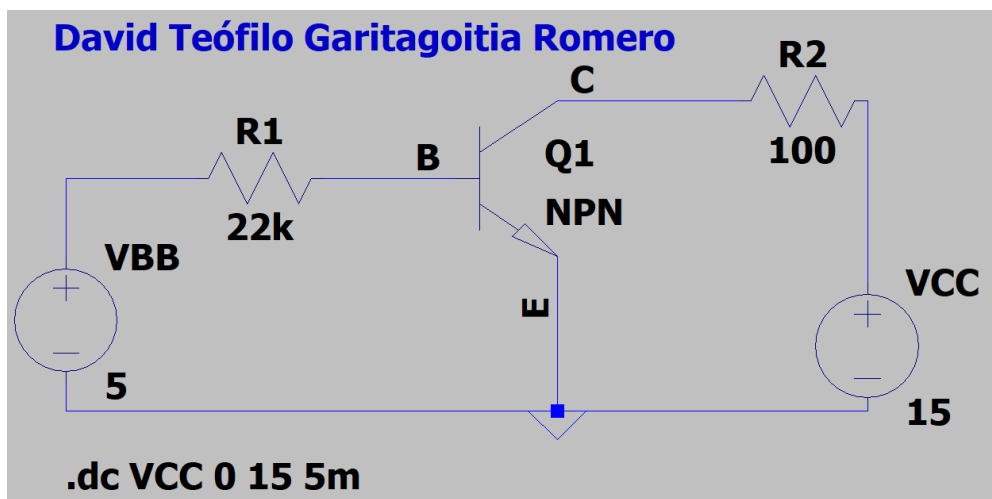 David Teófilo Garitagoitia Romero
R2
C
R1
100
B
Q1
22k
NPN
VBB
VCC
E
5
15
.dc VCC 0 15 5m